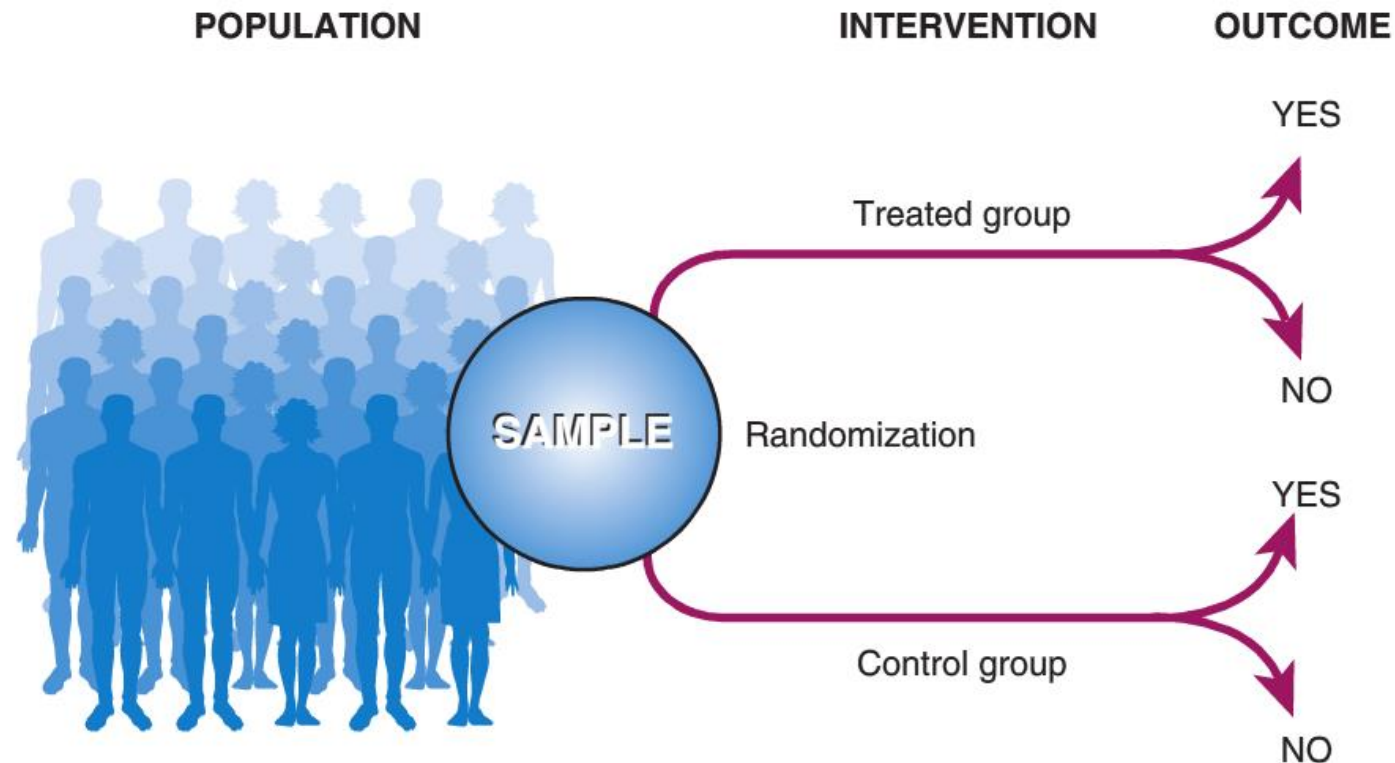 POPULATION
INTERVENTION
OUTCOME
YES
Treated group
NO
SAMPLE
Randomization
YES
Control group
NO